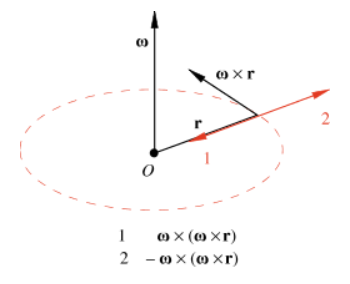 ω
ω × r
r
2
1
O
1 ω × (ω × r)
2 – ω × (ω × r)